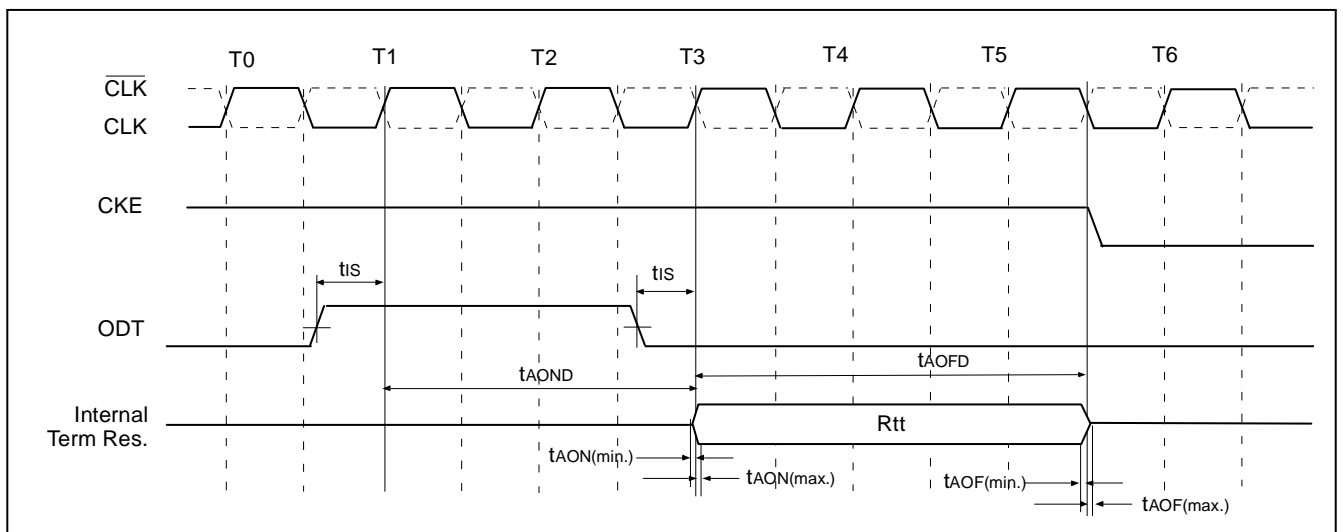 T0 T1 T2 T3 T4 T5 T6
CLK
CLK
CKE
tIS tIS
ODT
tAOND tAOFD
Internal
Term Res.
Rtt
tAON(min.)
tAON(max.)
tAOF(min.)
tAOF(max.)